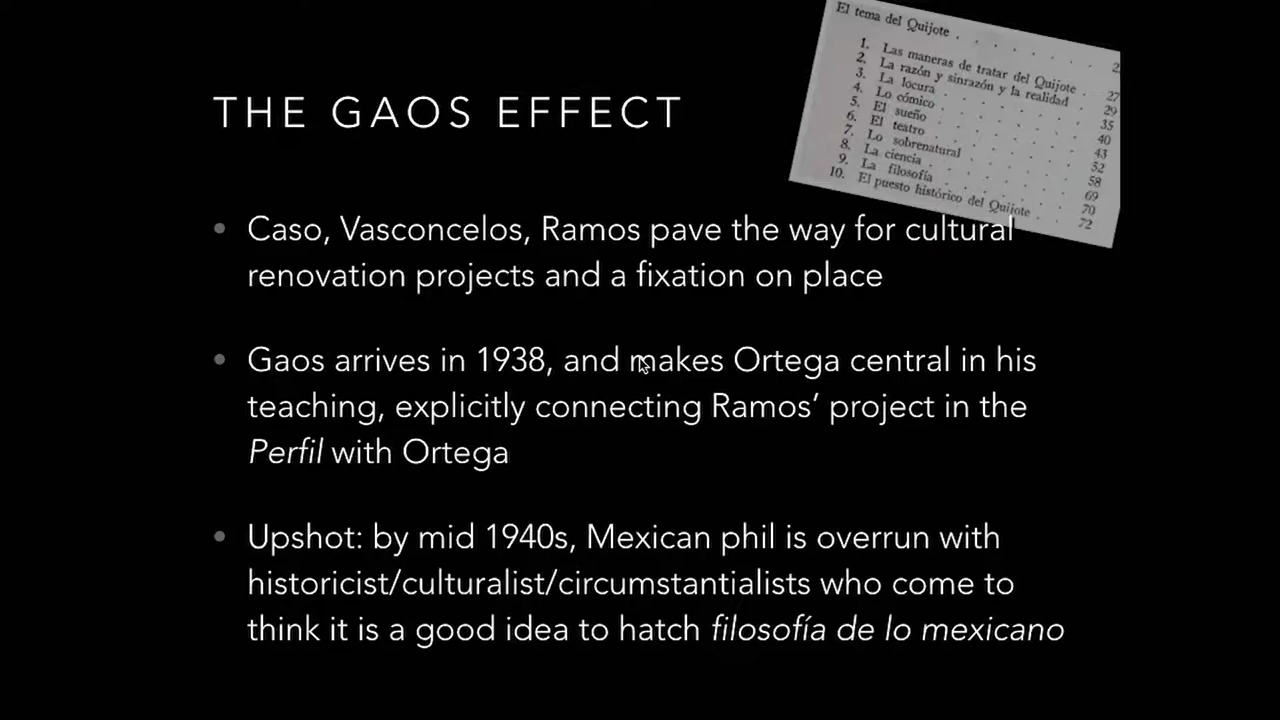 THE GAOS EFFECT
El tema del Quijote . . . . . . . 2
1. Las maneras de tratar del Quijote . 27
2. La razón y sinrazón y la realidad 29
3. La locura . . . . . . 35
4. Lo cómico . . . . . . 40
5. El sueño . . . . . . 43
6. El teatro . . . . . . 52
7. Lo sobrenatural . . . . . 58
8. La ciencia . . . . . . 69
9. La filosofía . . . . . . 70
10. El puesto histórico del Quijote . . 72
• Caso, Vasconcelos, Ramos pave the way for cultural
renovation projects and a fixation on place
• Gaos arrives in 1938, and makes Ortega central in his
teaching, explicitly connecting Ramos’ project in the
Perfil with Ortega
• Upshot: by mid 1940s, Mexican phil is overrun with
historicist/culturalist/circumstantialists who come to
think it is a good idea to hatch filosofía de lo mexicano